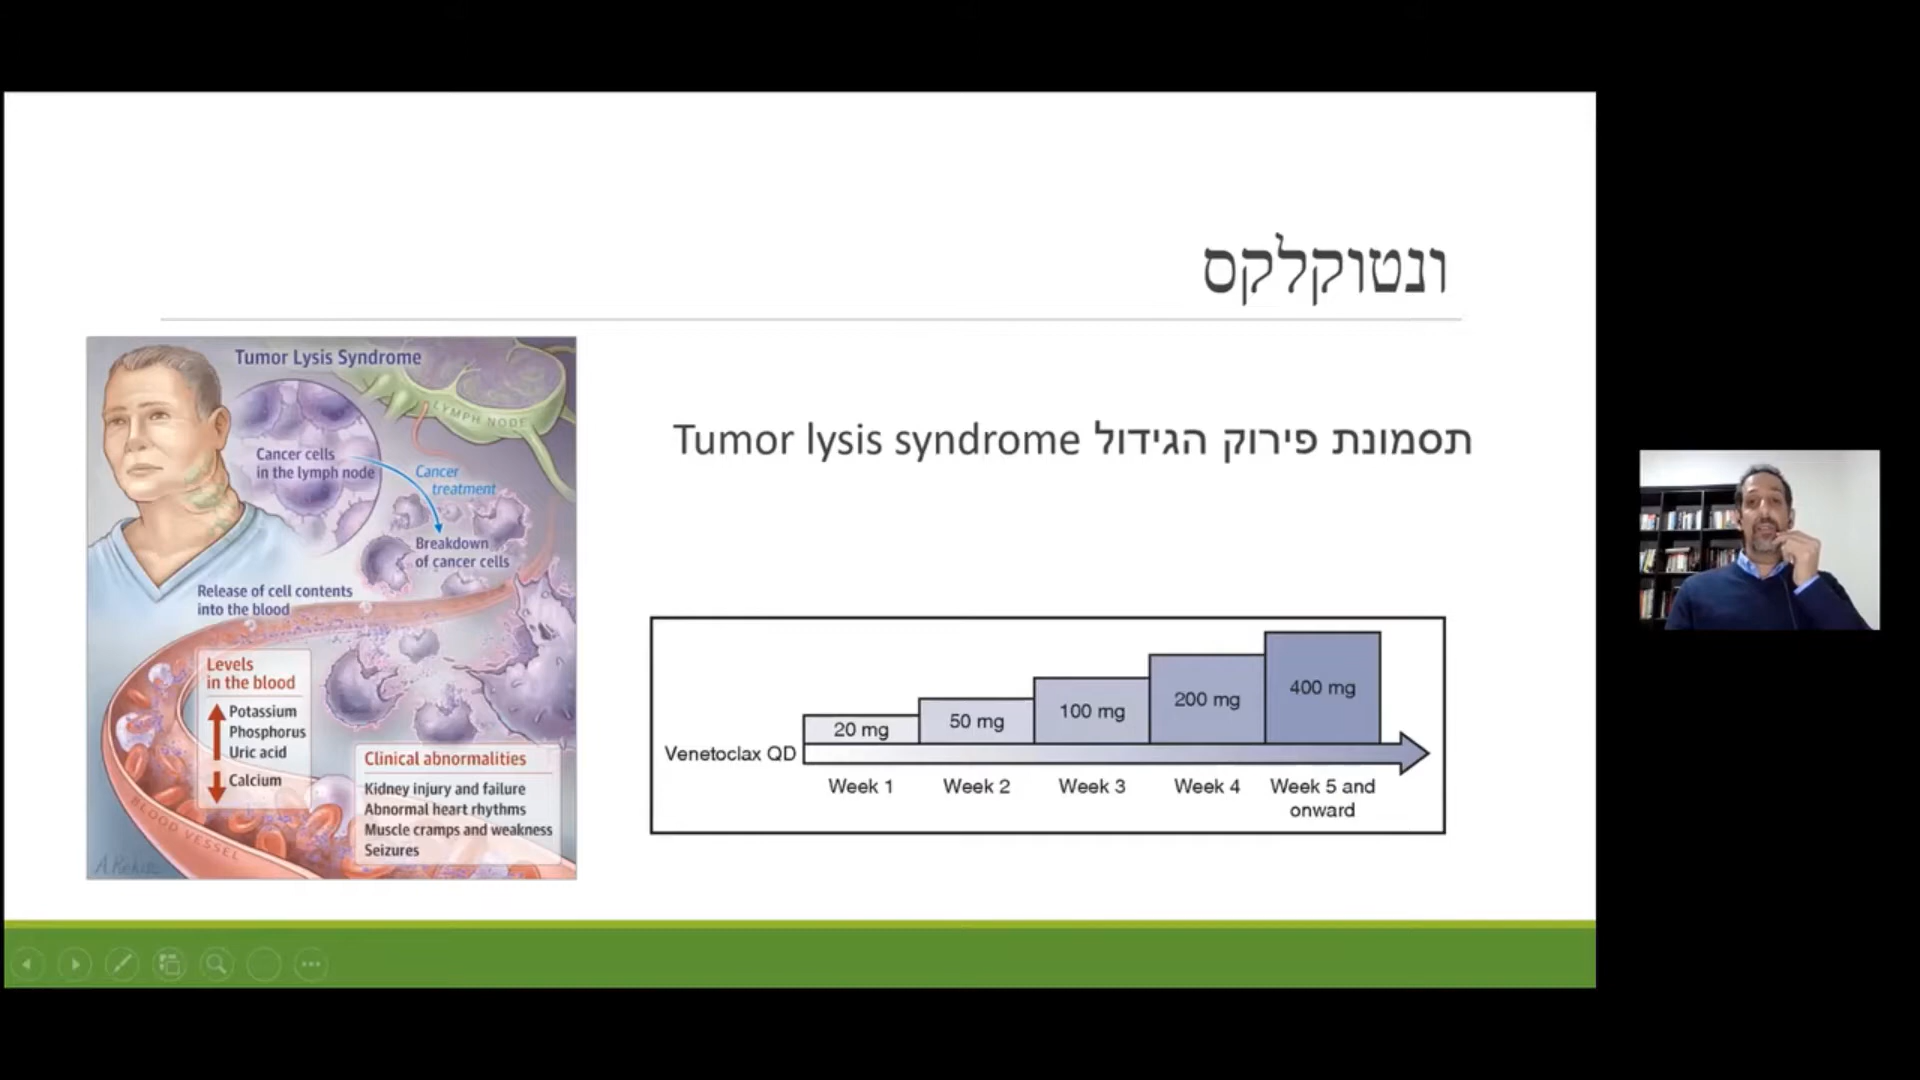 ונטוקלקס
תסמונת פירוק הגידול Tumor lysis syndrome
Tumor Lysis Syndrome
LYMPH NODE
Cancer cells
in the lymph node
Cancer
treatment
Breakdown
of cancer cells
Release of cell contents
into the blood
Levels
in the blood
Potassium
Phosphorus
Uric acid
Calcium
BLOOD VESSEL
Clinical abnormalities
Kidney injury and failure
Abnormal heart rhythms
Muscle cramps and weakness
Seizures
20 mg
50 mg
100 mg
200 mg
400 mg
Venetoclax QD
Week 1
Week 2
Week 3
Week 4
Week 5 and
onward